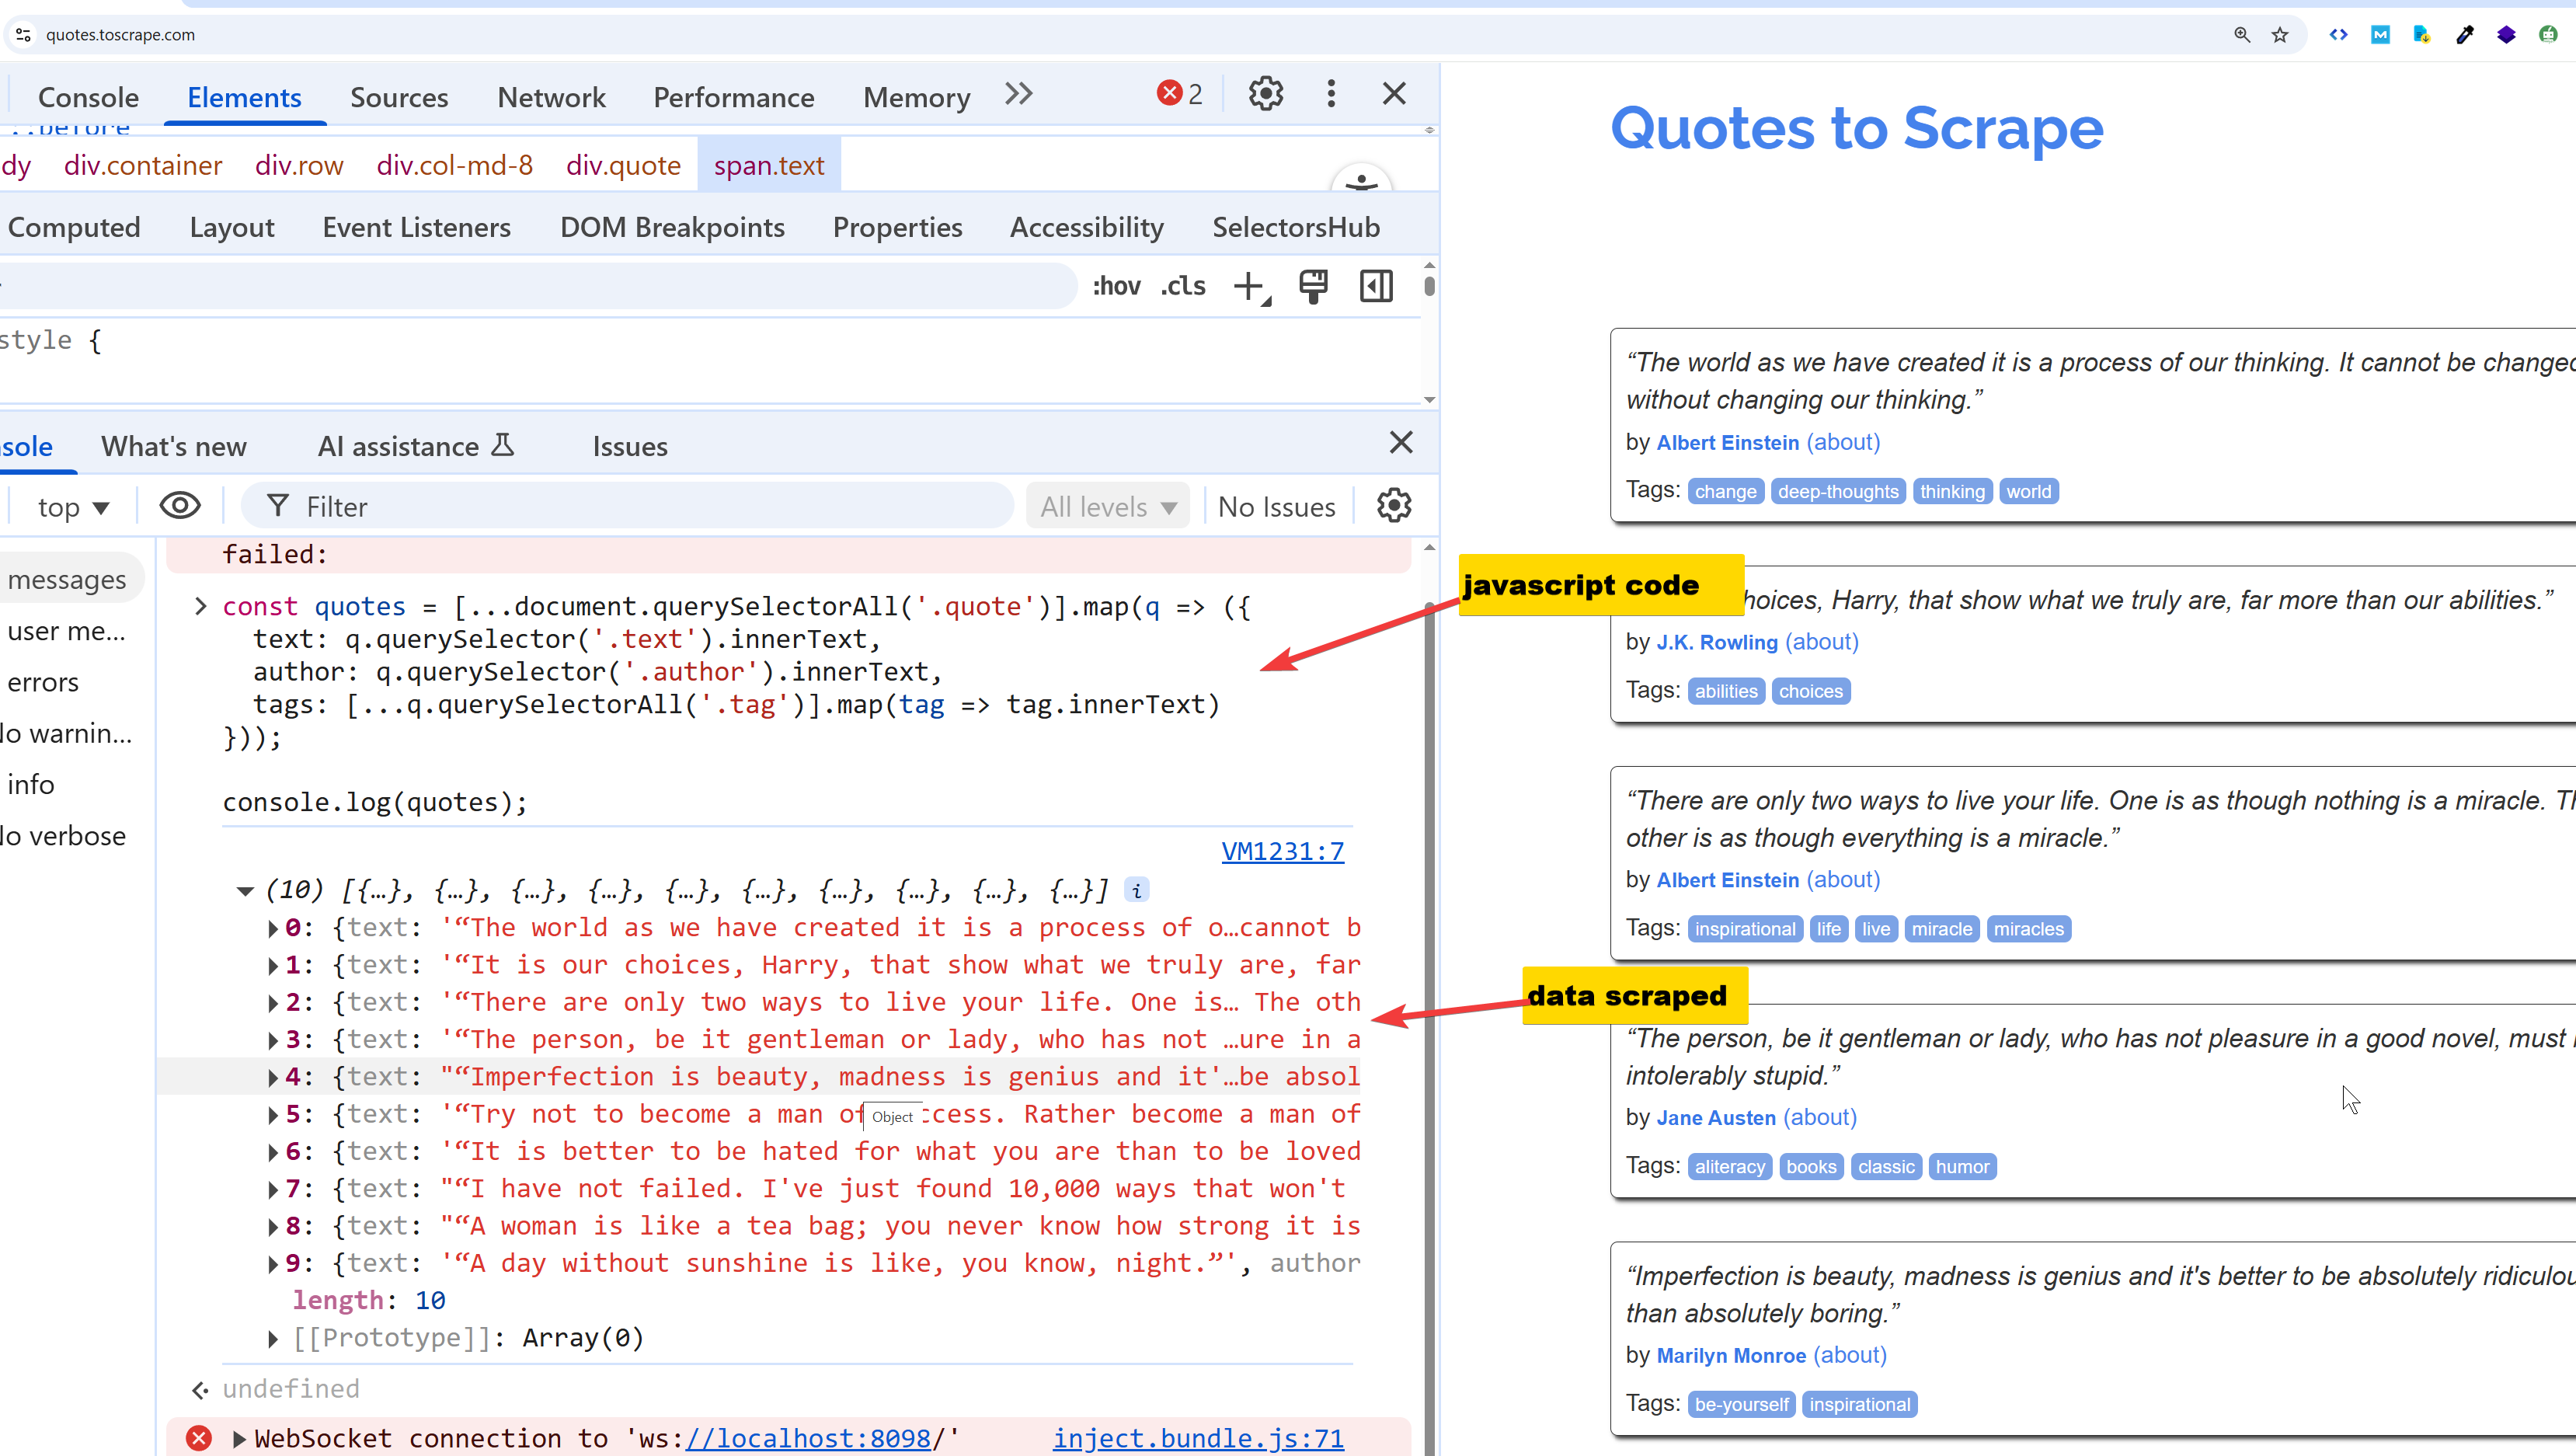 quotes.toscrape.com
Console Elements Sources Network Performance Memory 2
::before
dy div.container div.row div.col-md-8 div.quote span.text
Computed Layout Event Listeners DOM Breakpoints Properties Accessibility SelectorsHub
:hov .cls
style {
sole What's new AI assistance Issues
top Filter All levels No Issues
messages
user me...
errors
No warnin...
info
No verbose
failed:
const quotes = [...document.querySelectorAll('.quote')].map(q => ({
text: q.querySelector('.text').innerText,
author: q.querySelector('.author').innerText,
tags: [...q.querySelectorAll('.tag')].map(tag => tag.innerText)
}));
console.log(quotes);
VM1231:7
(10) [{…}, {…}, {…}, {…}, {…}, {…}, {…}, {…}, {…}, {…}] i
0: {text: '“The world as we have created it is a process of o…cannot b
1: {text: '“It is our choices, Harry, that show what we truly are, far
2: {text: '“There are only two ways to live your life. One is… The oth
3: {text: '“The person, be it gentleman or lady, who has not …ure in a
4: {text: "“Imperfection is beauty, madness is genius and it'…be absol
5: {text: '“Try not to become a man of ccess. Rather become a man of
Object
6: {text: '“It is better to be hated for what you are than to be loved
7: {text: "“I have not failed. I've just found 10,000 ways that won't
8: {text: '"“A woman is like a tea bag; you never know how strong it is
9: {text: '“A day without sunshine is like, you know, night.”', author
length: 10
[[Prototype]]: Array(0)
undefined
WebSocket connection to 'ws://localhost:8098/' inject.bundle.js:71
javascript code
data scraped
Quotes to Scrape
“The world as we have created it is a process of our thinking. It cannot be changed
without changing our thinking.”
by Albert Einstein (about)
Tags: change deep-thoughts thinking world
hoices, Harry, that show what we truly are, far more than our abilities.”
by J.K. Rowling (about)
Tags: abilities choices
“There are only two ways to live your life. One is as though nothing is a miracle. Th
other is as though everything is a miracle.”
by Albert Einstein (about)
Tags: inspirational life live miracle miracles
“The person, be it gentleman or lady, who has not pleasure in a good novel, must
intolerably stupid.”
by Jane Austen (about)
Tags: aliteracy books classic humor
“Imperfection is beauty, madness is genius and it's better to be absolutely ridiculou
than absolutely boring.”
by Marilyn Monroe (about)
Tags: be-yourself inspirational